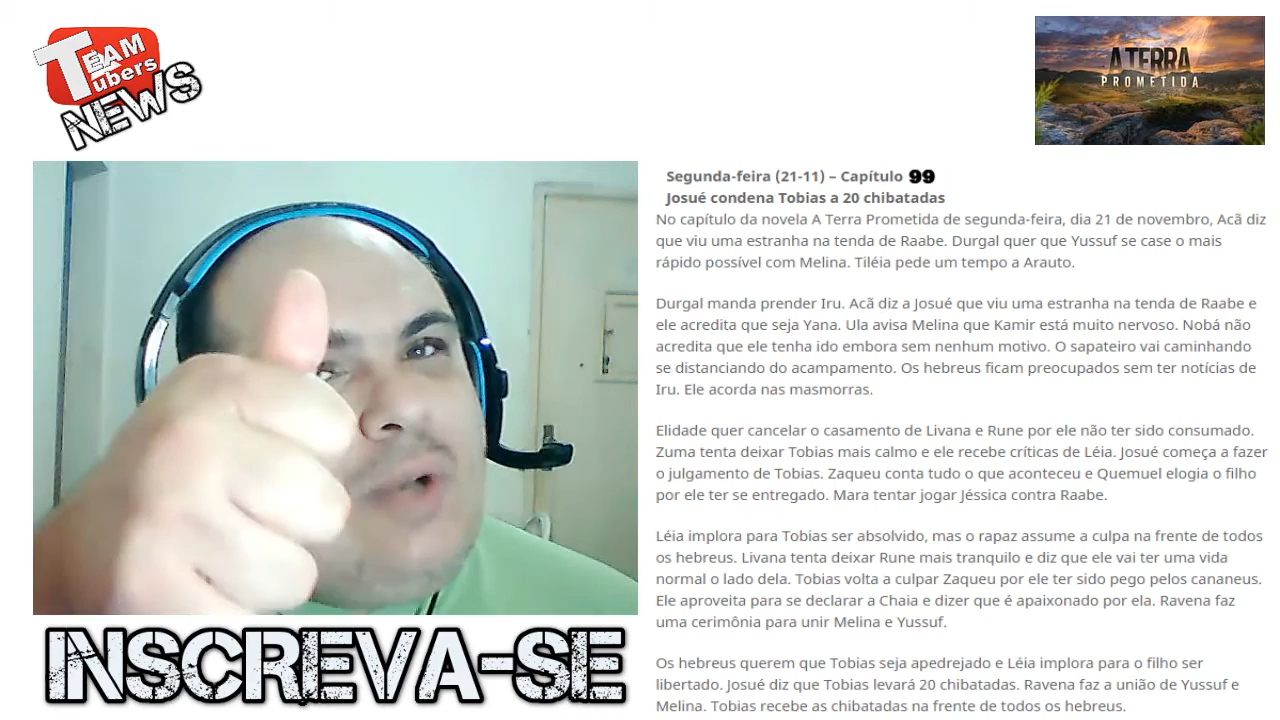 TEAM
Tubers
NEWS
A TERRA
PROMETIDA
Segunda-feira (21-11) – Capítulo 99
Josué condena Tobias a 20 chibatadas
No capítulo da novela A Terra Prometida de segunda-feira, dia 21 de novembro, Acã diz
que viu uma estranha na tenda de Raabe. Durgal quer que Yussuf se case o mais
rápido possível com Melina. Tiléia pede um tempo a Arauto.
Durgal manda prender Iru. Acã diz a Josué que viu uma estranha na tenda de Raabe e
ele acredita que seja Yana. Ula avisa Melina que Kamir está muito nervoso. Nobá não
acredita que ele tenha ido embora sem nenhum motivo. O sapateiro vai caminhando
se distanciando do acampamento. Os hebreus ficam preocupados sem ter notícias de
Iru. Ele acorda nas masmorras.
Elidade quer cancelar o casamento de Livana e Rune por ele não ter sido consumado.
Zuma tenta deixar Tobias mais calmo e ele recebe críticas de Léia. Josué começa a fazer
o julgamento de Tobias. Zaqueu conta tudo o que aconteceu e Quemuel elogia o filho
por ele ter se entregado. Mara tentar jogar Jéssica contra Raabe.
Léia implora para Tobias ser absolvido, mas o rapaz assume a culpa na frente de todos
os hebreus. Livana tenta deixar Rune mais tranquilo e diz que ele vai ter uma vida
normal o lado dela. Tobias volta a culpar Zaqueu por ele ter sido pego pelos cananeus.
Ele aproveita para se declarar a Chaia e dizer que é apaixonado por ela. Ravena faz
uma cerimônia para unir Melina e Yussuf.
Os hebreus querem que Tobias seja apedrejado e Léia implora para o filho ser
libertado. Josué diz que Tobias levará 20 chibatadas. Ravena faz a união de Yussuf e
Melina. Tobias recebe as chibatadas na frente de todos os hebreus.
INSCREVA-SE